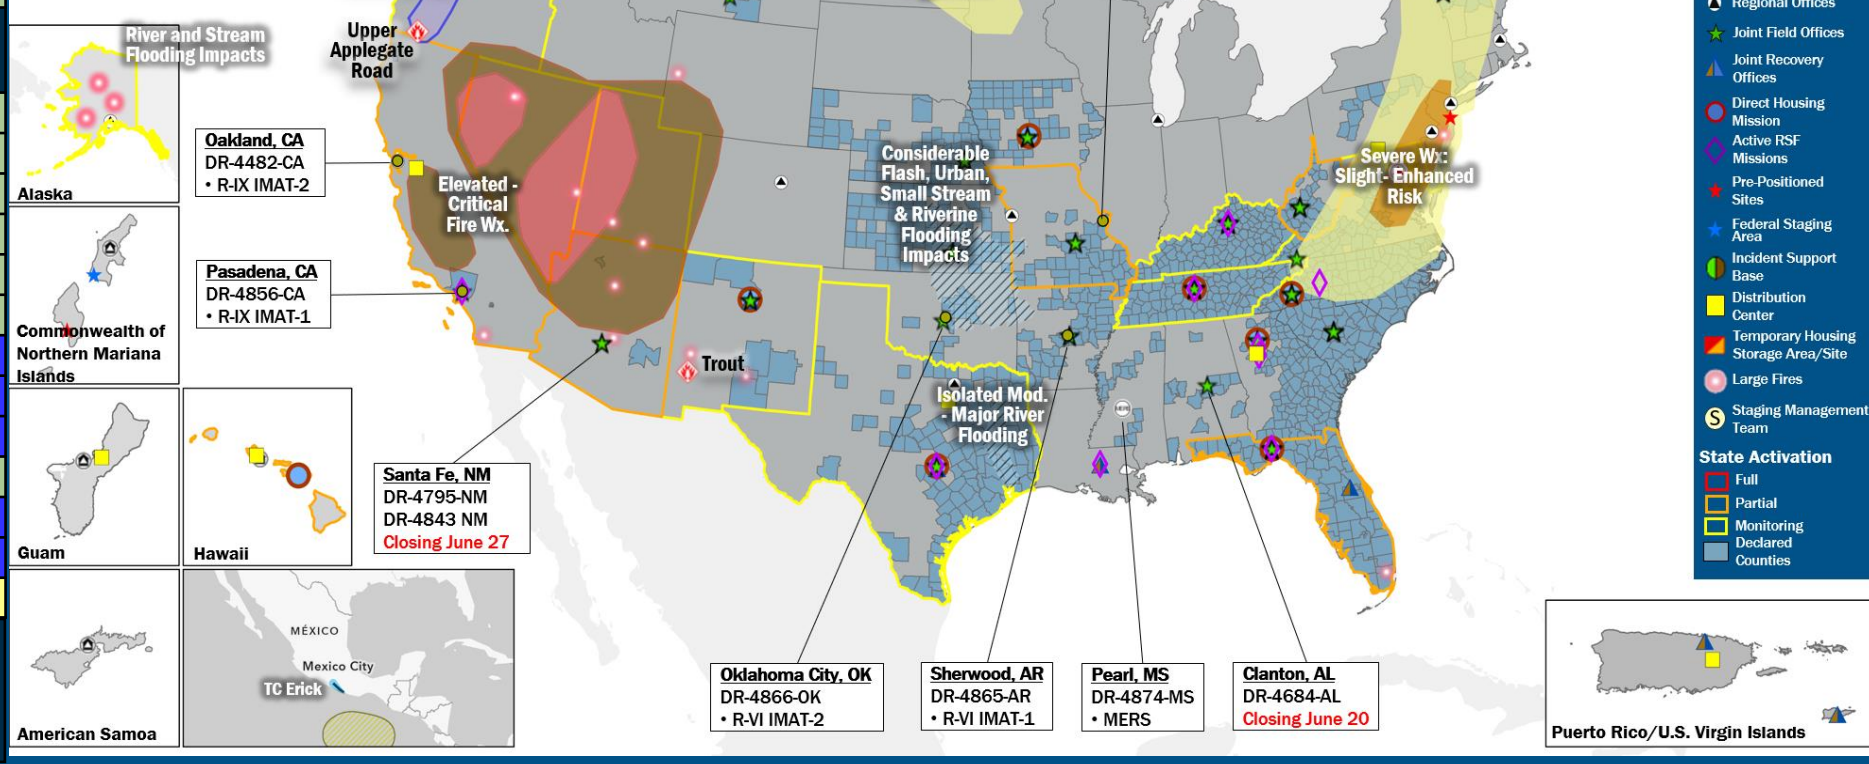 River and Stream
Flooding Impacts
Alaska
Commonwealth of
Northern Mariana
Islands
Guam
Hawaii
American Samoa
MÉXICO
Mexico City
TC Erick
Upper
Applegate
Road
Oakland, CA
DR-4482-CA
• R-IX IMAT-2
Pasadena, CA
DR-4856-CA
• R-IX IMAT-1
Elevated -
Critical
Fire Wx.
Trout
Santa Fe, NM
DR-4795-NM
DR-4843 NM
Closing June 27
Considerable
Flash, Urban,
Small Stream
& Riverine
Flooding
Impacts
Isolated Mod.
- Major River
Flooding
Severe Wx:
Slight- Enhanced
Risk
MERS
Oklahoma City, OK
DR-4866-OK
• R-VI IMAT-2
Sherwood, AR
DR-4865-AR
• R-VI IMAT-1
Pearl, MS
DR-4874-MS
• MERS
Clanton, AL
DR-4684-AL
Closing June 20
Puerto Rico/U.S. Virgin Islands
Regional Offices
Joint Field Offices
Joint Recovery
Offices
Direct Housing
Mission
Active RSF
Missions
Pre-Positioned
Sites
Federal Staging
Area
Incident Support
Base
Distribution
Center
Temporary Housing
Storage Area/Site
Large Fires
S
Staging Management
Team
State Activation
Full
Partial
Monitoring
Declared
Counties